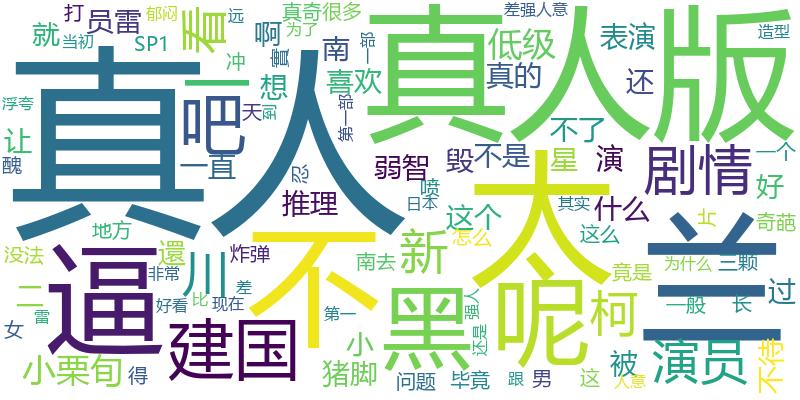 真人
真人版
太
不
逼
兰
黑
呢
吧
建国
剧情
演员
新
川
柯
看
一
小栗旬
推理
弱智
毁
不是
星
演
什么
这个
低级
表演
真的
还
不了
喜欢
想
啊
南
就
打
员雷
SP1
郁闷
当初
远
冲
真奇很多
为了
差强人意
造型
一部
第一部
浮夸
让
醜
天
到
一直
忍
喷
日本
其实
好
一个
奇葩
片
地方
没法
還
炸弹
非常
二
雷
女
好看
比
现在
差
第一
得
南去
怎么
这么
竟是
为什么
三颗
过
一般
长
强人
还是
小
猪脚
问题
毕竟
跟
男
这
被
人意
不待
實